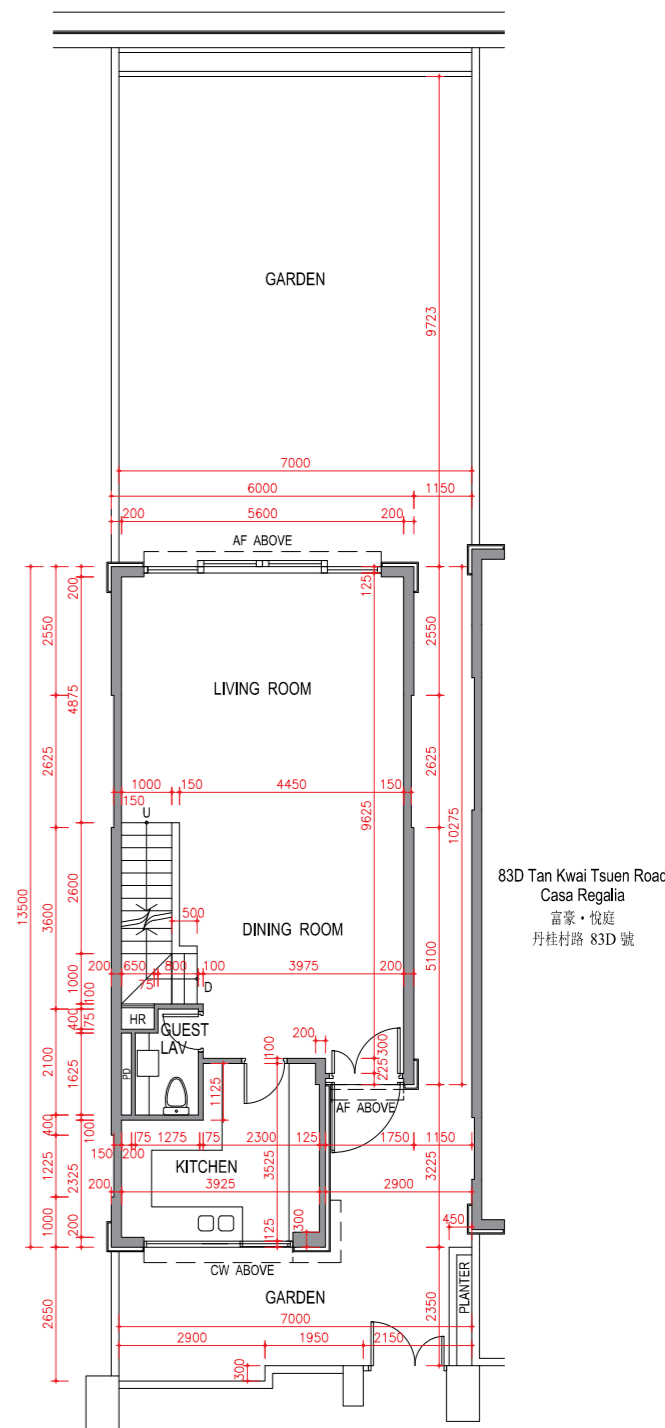 GARDEN
9723
7000
6000 1150
200 5600 200
AF ABOVE
200
125
2550
2550
LIVING ROOM
4875
2625
2625
1000 150 4450 150
150
9625
10275
U
13500
3600
2600
500
DINING ROOM
83D Tan Kwai Tsuen Road
Casa Regalia
富豪・悅庭
丹桂村路 83D 號
5100
200 650 800 100 3975 200
75
D
1000
100
HR
400
75
GUEST
LAV
200
300
100
225
2100
1625
PD
1125
AF ABOVE
400
100
75 1275 75 2300 125 1750 1150
150 200
3525
3225
KITCHEN
1225
2325
200 3925 2900
1000
200
125
300
450
CW ABOVE
2650
GARDEN
PLANTER
2350
7000
2900 1950 2150
300